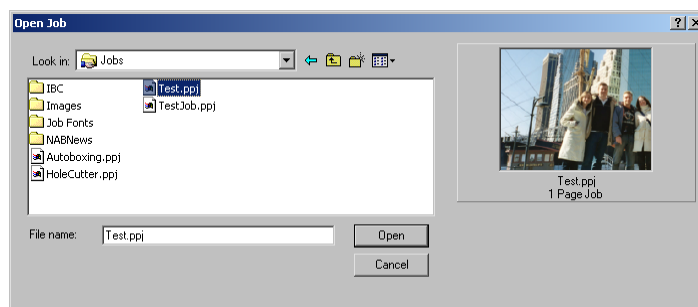 Open Job
Look in: Jobs
IBC
Images
Job Fonts
NABNews
Autoboxing.ppj
HoleCutter.ppj
Test.ppj
TestJob.ppj
Test.ppj
1 Page Job
File name: Test.ppj
Open
Cancel